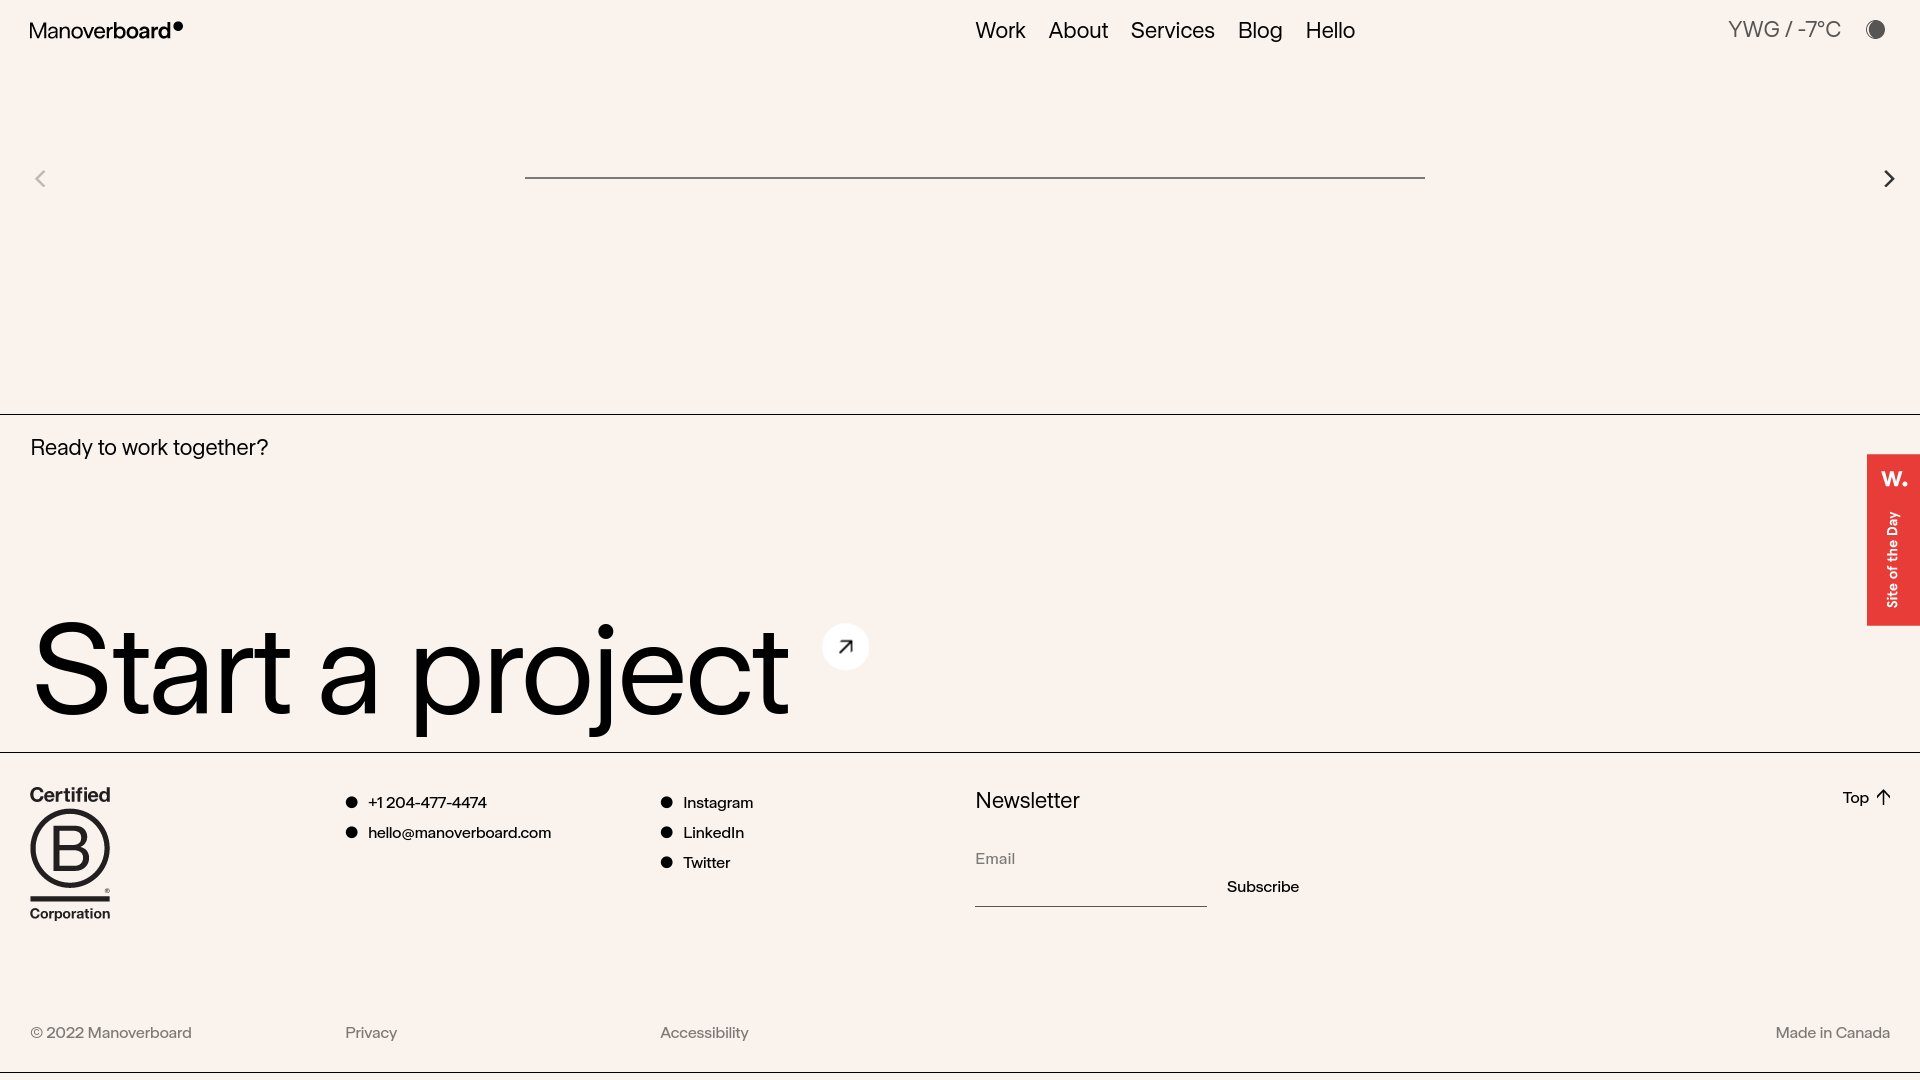 Manoverboard
Work About Services Blog Hello
YWG / -7°C
Ready to work together?
W.
Site of the Day
Start a project
Certified
B
®
Corporation
+1 204-477-4474
hello@manoverboard.com
Instagram
LinkedIn
Twitter
Newsletter
Email
Subscribe
Top
© 2022 Manoverboard
Privacy
Accessibility
Made in Canada